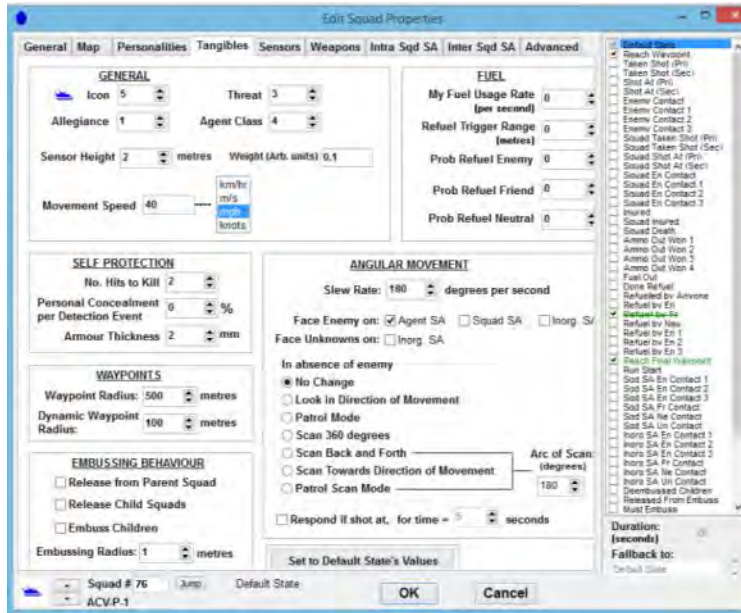 Edit Squad Properties
General Map Personalities Tangibles Sensors Weapons Intra Sqd SA Inter Sqd SA Advanced
GENERAL
Icon 5 Threat 3
Allegiance 1 Agent Class 4
Sensor Height 2 metres Weight (Arb. units) 0.1
Movement Speed 40
km/hr
m/s
mph
knots
FUEL
My Fuel Usage Rate 0
(per second)
Refuel Trigger Range 0
(metres)
Prob Refuel Enemy 0
Prob Refuel Friend 0
Prob Refuel Neutral 0
SELF PROTECTION
No. Hits to Kill 2
Personal Concealment
per Detection Event 0 %
Armour Thickness 2 mm
WAYPOINTS
Waypoint Radius: 500 metres
Dynamic Waypoint
Radius: 100 metres
EMBUSSING BEHAVIOUR
Release from Parent Squad
Release Child Squads
Embuss Children
Embussing Radius: 1 metres
ANGULAR MOVEMENT
Slew Rate: 180 degrees per second
Face Enemy on: Agent SA Squad SA Inorg. SA
Face Unknowns on: Inorg. SA
In absence of enemy
No Change
Look in Direction of Movement
Patrol Mode
Scan 360 degrees
Scan Back and Forth
Scan Towards Direction of Movement
Patrol Scan Mode
Arc of Scan:
(degrees)
180
Respond if shot at, for time = 5 seconds
Set to Default State's Values
Default State
Reach Waypoint
Taken Shot (Pri)
Taken Shot (Sec)
Shot At (Pri)
Shot At (Sec)
Enemy Contact
Enemy Contact 1
Enemy Contact 2
Enemy Contact 3
Squad Taken Shot (Pri)
Squad Taken Shot (Sec)
Squad Shot At (Pri)
Squad Shot At (Sec)
Squad En Contact
Squad En Contact 1
Squad En Contact 2
Squad En Contact 3
Injured
Squad Injured
Squad Death
Ammo Out Wpn 1
Ammo Out Wpn 2
Ammo Out Wpn 3
Ammo Out Wpn 4
Fuel Out
Done Refuel
Refuelled by Anyone
Refuel by En
Refuel by Fr
Refuel by Neu
Refuel by En 1
Refuel by En 2
Refuel by En 3
Reach Final Waypoint
Run Start
Sqd SA En Contact 1
Sqd SA En Contact 2
Sqd SA En Contact 3
Sqd SA Fr Contact
Sqd SA Ne Contact
Sqd SA Un Contact
Inorg SA En Contact 1
Inorg SA En Contact 2
Inorg SA En Contact 3
Inorg SA Fr Contact
Inorg SA Ne Contact
Inorg SA Un Contact
Deembussed Children
Released From Embuss
Must Embuss
Duration:
(seconds)
Fallback to:
Default State
Squad # 76 Jump Default State
ACV-P-1
OK Cancel